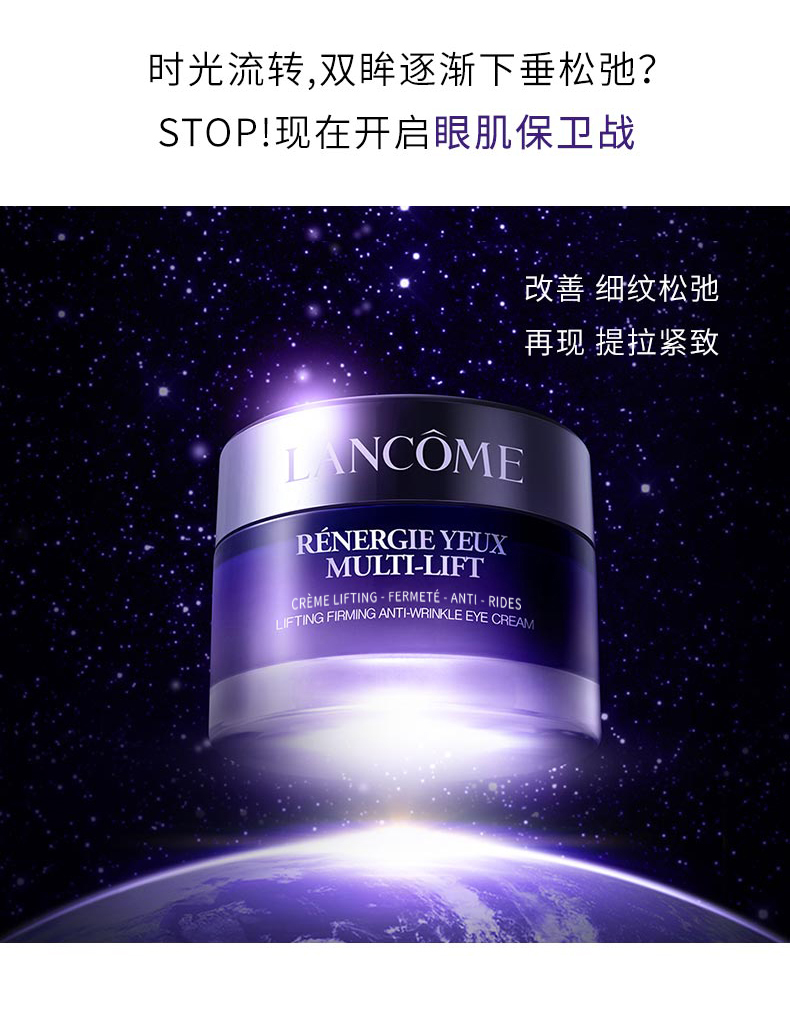 时光流转,双眸逐渐下垂松弛?
STOP!现在开启眼肌保卫战
改善 细纹松弛
再现 提拉紧致
LANCÔME
RÉNERGIE YEUX
MULTI-LIFT
CRÈME LIFTING - FERMETÉ - ANTI - RIDES
LIFTING FIRMING ANTI-WRINKLE EYE CREAM